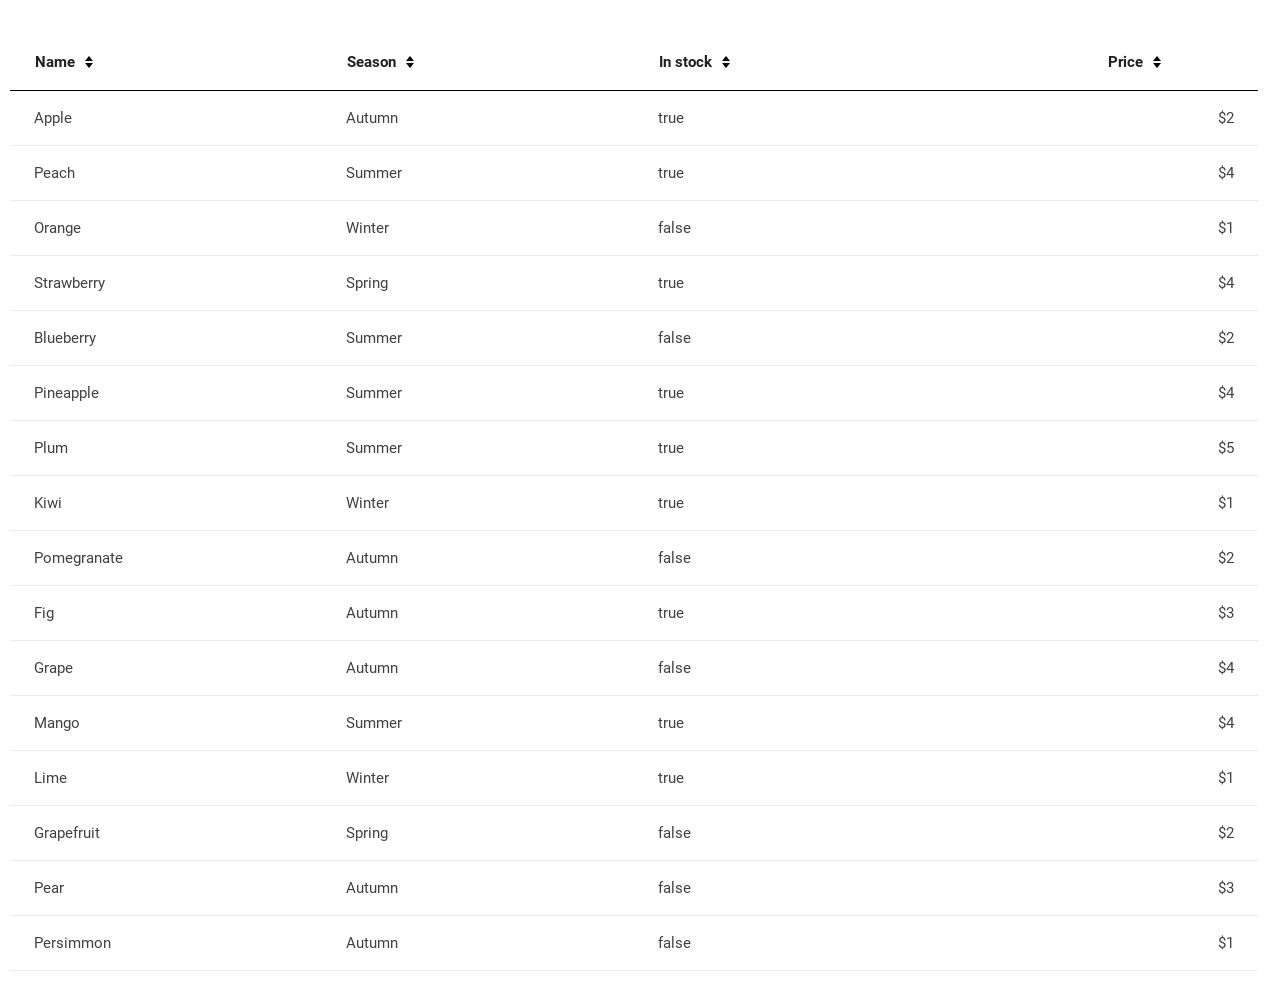 Name Season In stock Price
Apple Autumn true $2
Peach Summer true $4
Orange Winter false $1
Strawberry Spring true $4
Blueberry Summer false $2
Pineapple Summer true $4
Plum Summer true $5
Kiwi Winter true $1
Pomegranate Autumn false $2
Fig Autumn true $3
Grape Autumn false $4
Mango Summer true $4
Lime Winter true $1
Grapefruit Spring false $2
Pear Autumn false $3
Persimmon Autumn false $1